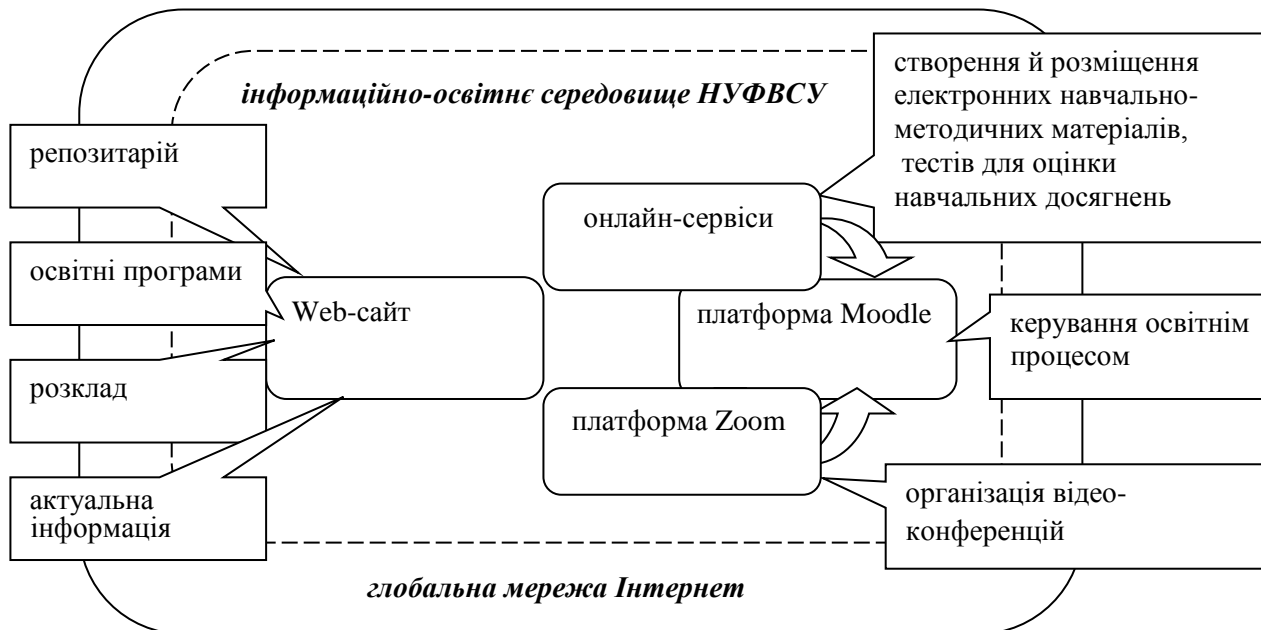 інформаційно-освітнє середовище НУФВСУ
репозитарій
освітні програми
розклад
актуальна
інформація
Web-сайт
онлайн-сервіси
платформа Moodle
платформа Zoom
створення й розміщення
електронних навчально-
методичних матеріалів,
тестів для оцінки
навчальних досягнень
керування освітнім
процесом
організація відео-
конференцій
глобальна мережа Інтернет